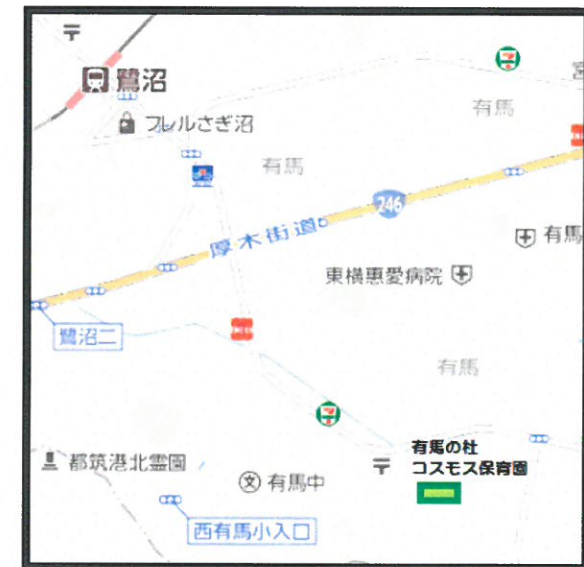 鷺沼
宮
フレルさぎ沼
有馬
有馬
246
厚木街道
有馬
東横恵愛病院
鷺沼二
有馬
有馬の杜
コスモス保育園
都筑港北霊園
有馬中
西有馬小入口